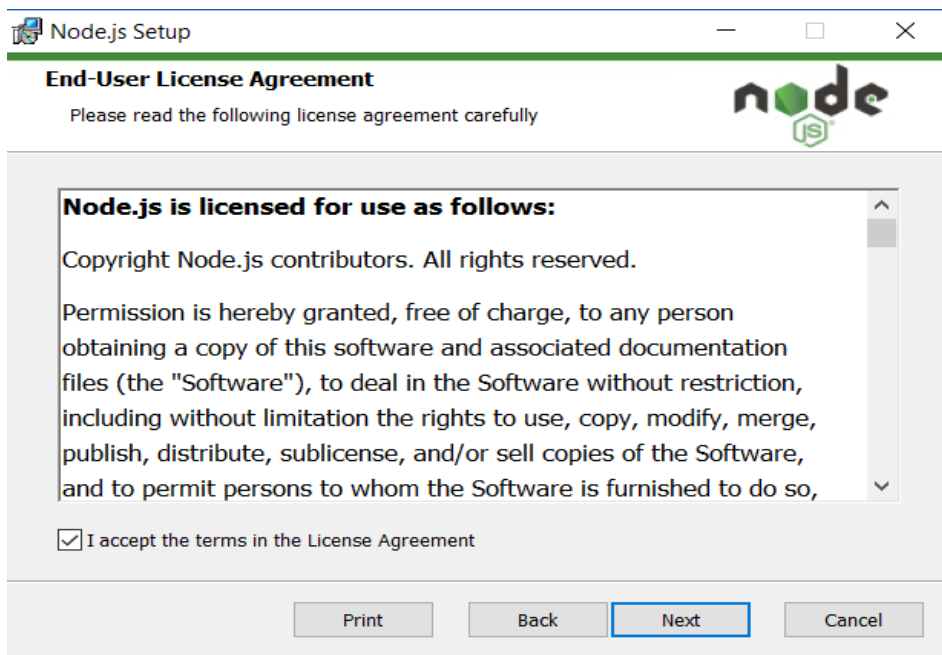 Node.js Setup
End-User License Agreement
Please read the following license agreement carefully
node
JS
Node.js is licensed for use as follows:
Copyright Node.js contributors. All rights reserved.
Permission is hereby granted, free of charge, to any person
obtaining a copy of this software and associated documentation
files (the "Software"), to deal in the Software without restriction,
including without limitation the rights to use, copy, modify, merge,
publish, distribute, sublicense, and/or sell copies of the Software,
and to permit persons to whom the Software is furnished to do so,
I accept the terms in the License Agreement
Print Back Next Cancel